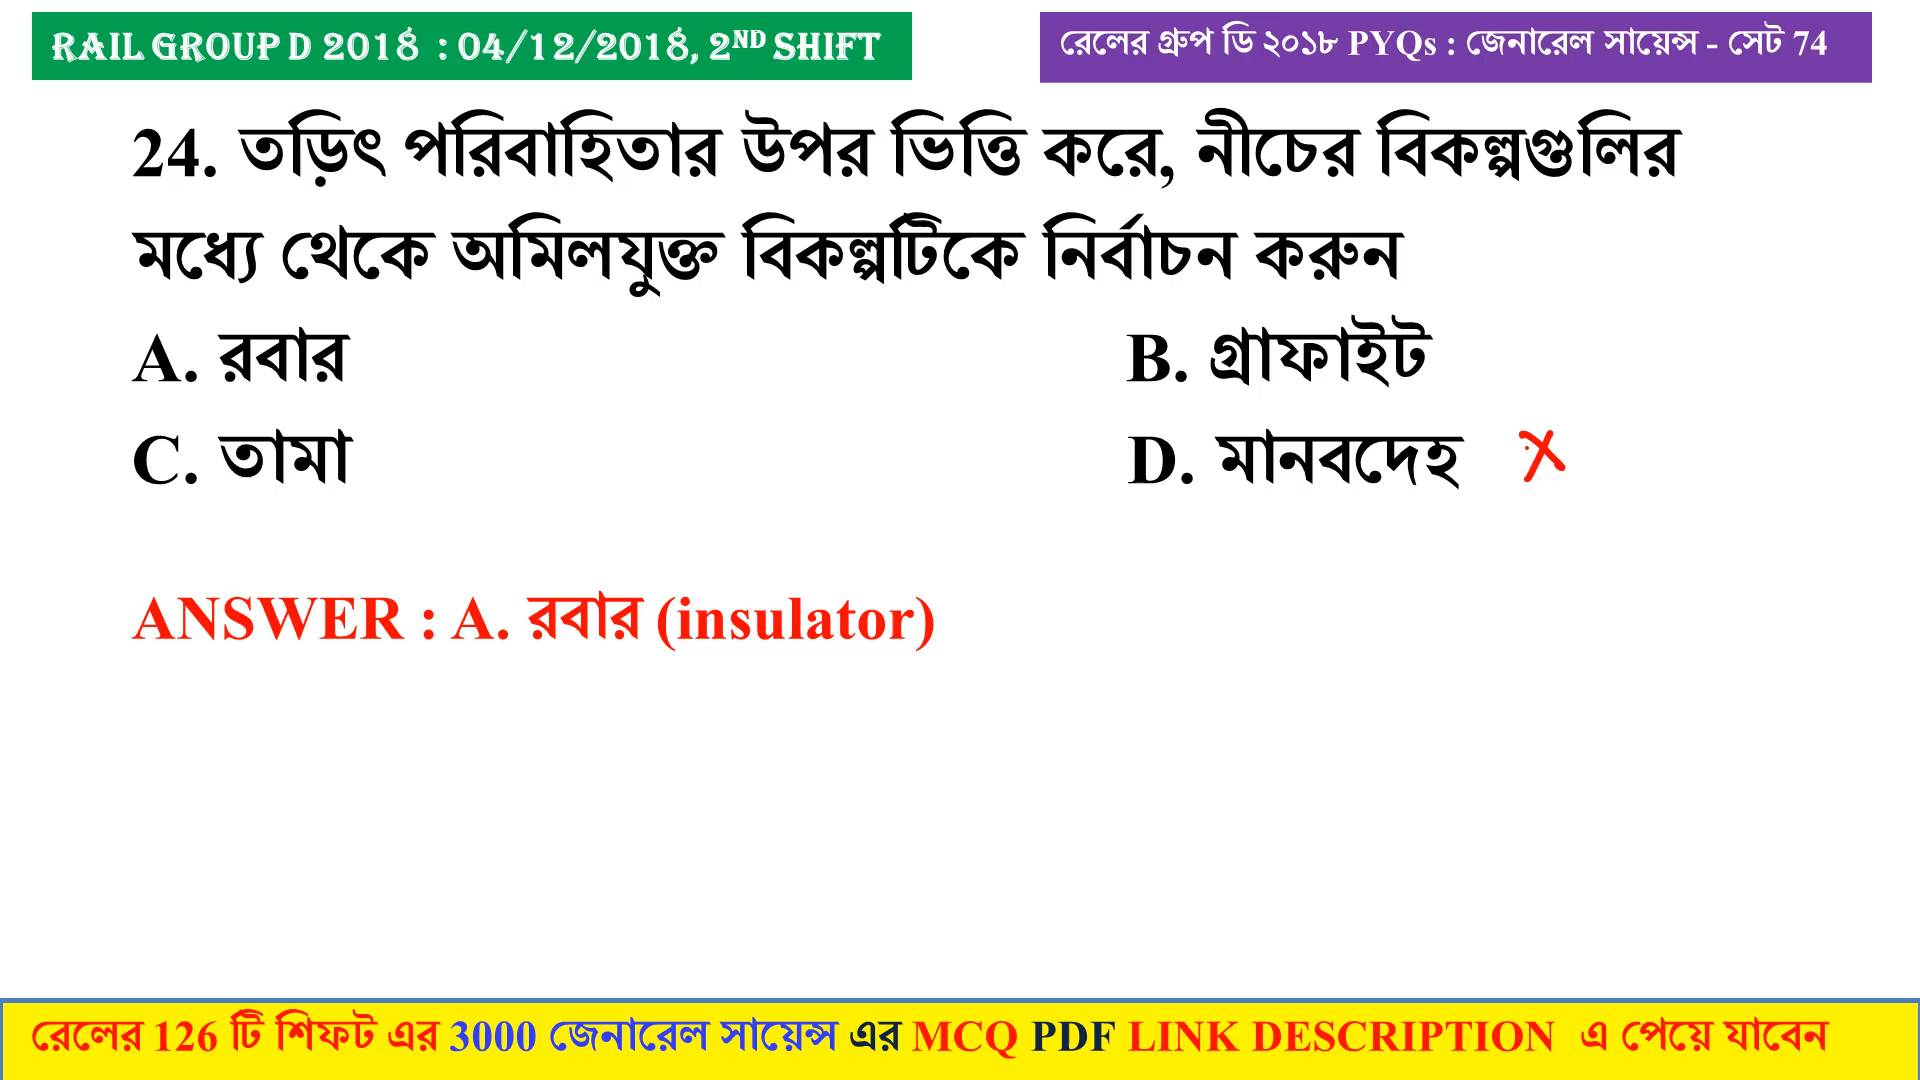 RAIL GROUP D 2018 : 04/12/2018, 2ND SHIFT
রেলের গ্রুপ ডি ২০১৮ PYQs : জেনারেল সায়েন্স - সেট 74
24. তড়িৎ পরিবাহিতার উপর ভিত্তি করে, নীচের বিকল্পগুলির
মধ্যে থেকে অমিলযুক্ত বিকল্পটিকে নির্বাচন করুন
A. রবার B. গ্রাফাইট
C. তামা D. মানবদেহ
ANSWER : A. রবার (insulator)
রেলের 126 টি শিফট এর 3000 জেনারেল সায়েন্স এর MCQ PDF LINK DESCRIPTION এ পেয়ে যাবেন